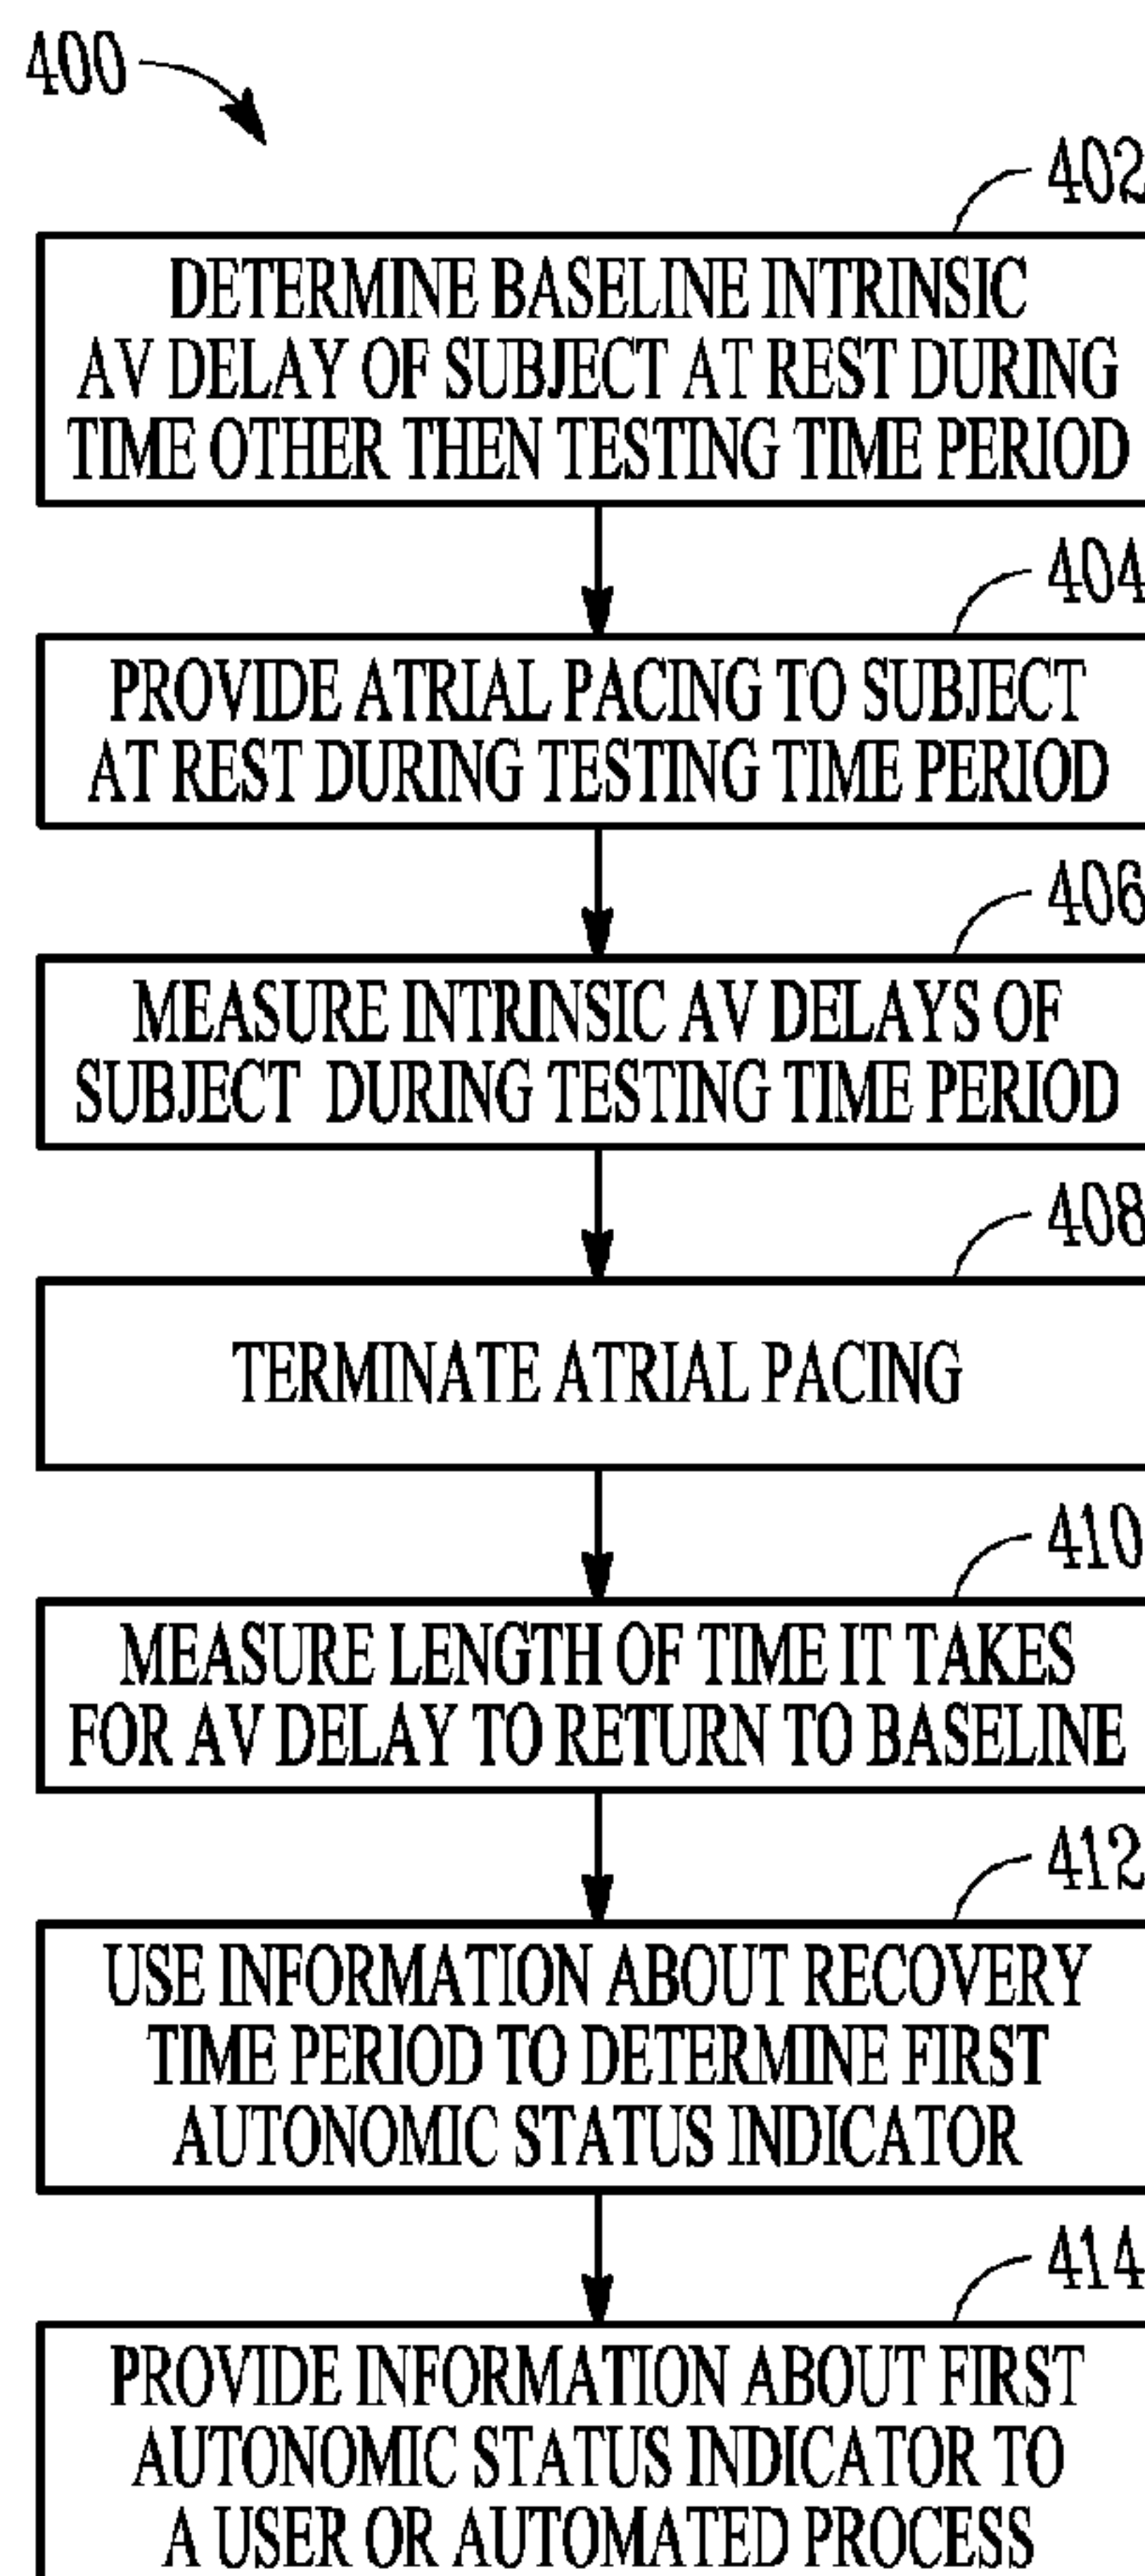 400
402
DETERMINE BASELINE INTRINSIC
AV DELAY OF SUBJECT AT REST DURING
TIME OTHER THEN TESTING TIME PERIOD
404
PROVIDE ATRIAL PACING TO SUBJECT
AT REST DURING TESTING TIME PERIOD
406
MEASURE INTRINSIC AV DELAYS OF
SUBJECT DURING TESTING TIME PERIOD
408
TERMINATE ATRIAL PACING
410
MEASURE LENGTH OF TIME IT TAKES
FOR AV DELAY TO RETURN TO BASELINE
412
USE INFORMATION ABOUT RECOVERY
TIME PERIOD TO DETERMINE FIRST
AUTONOMIC STATUS INDICATOR
414
PROVIDE INFORMATION ABOUT FIRST
AUTONOMIC STATUS INDICATOR TO
A USER OR AUTOMATED PROCESS